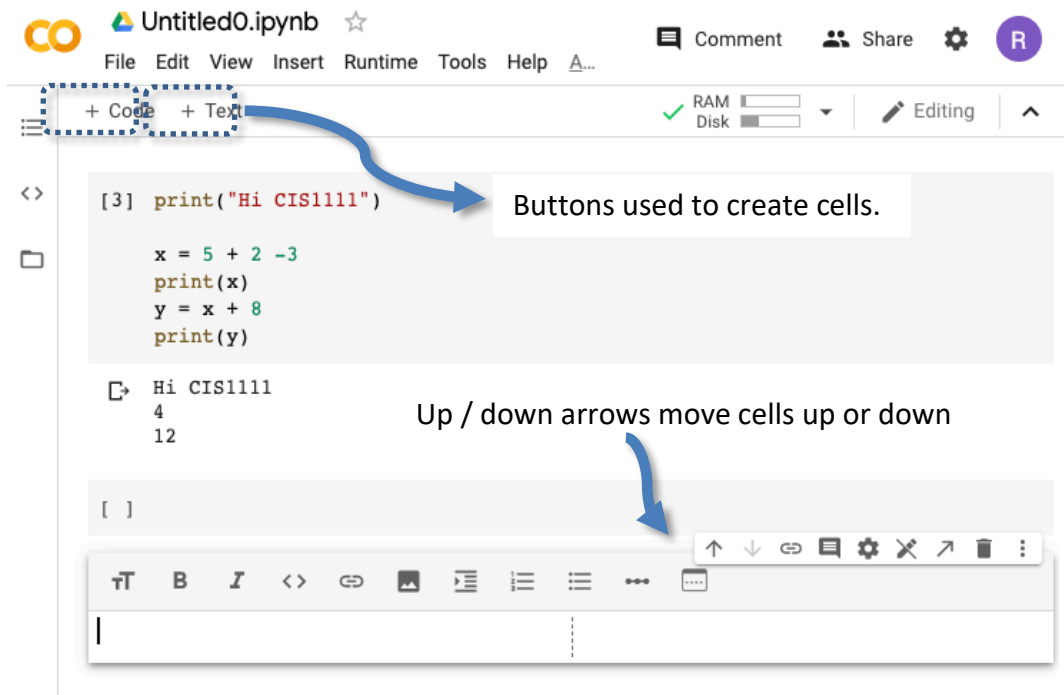 Untitled0.ipynb
Comment
Share
R
File Edit View Insert Runtime Tools Help A...
+ Code + Text
RAM
Disk
Editing
[3] print("Hi CIS1111")
Buttons used to create cells.
x = 5 + 2 -3
print(x)
y = x + 8
print(y)
Hi CIS1111
4
12
Up / down arrows move cells up or down
[ ]
TT B I <>